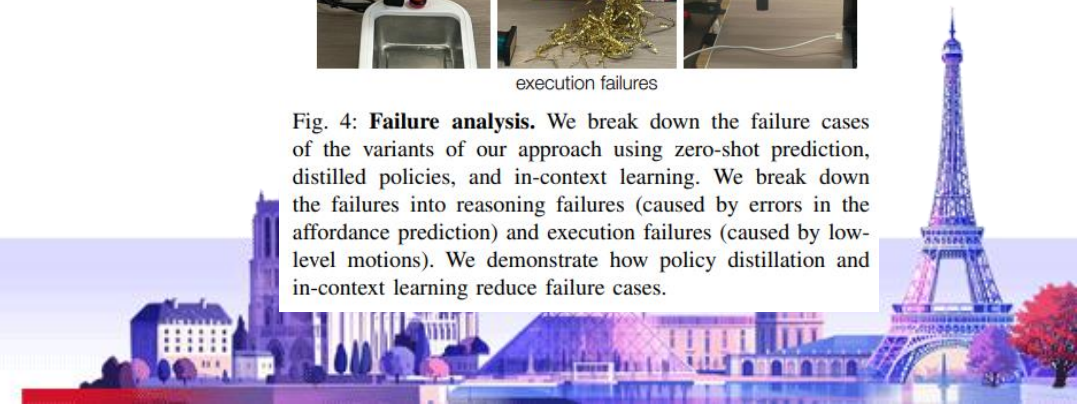 execution failures
Fig. 4: Failure analysis. We break down the failure cases
of the variants of our approach using zero-shot prediction,
distilled policies, and in-context learning. We break down
the failures into reasoning failures (caused by errors in the
affordance prediction) and execution failures (caused by low-
level motions). We demonstrate how policy distillation and
in-context learning reduce failure cases.